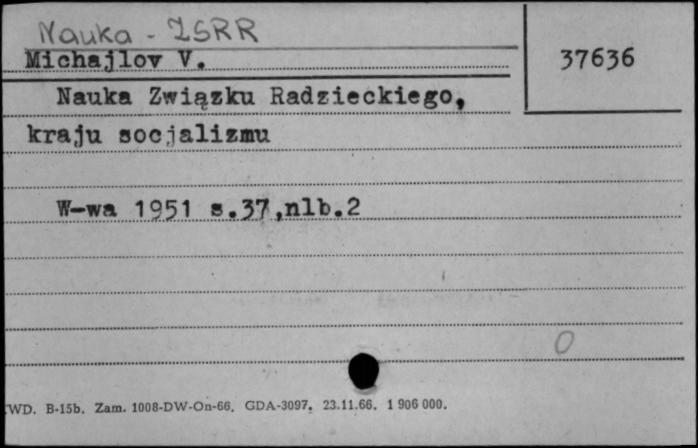 Nauka - ZSRR
Michajlov V.
37636
Nauka Związku Radzieckiego,
kraju socjalizmu
W-wa 1951 s.37,nlb.2
0
WD. B-15b. Zam. 1008-DW-On-66. GDA-3097. 23.11.66. 1 906 000.